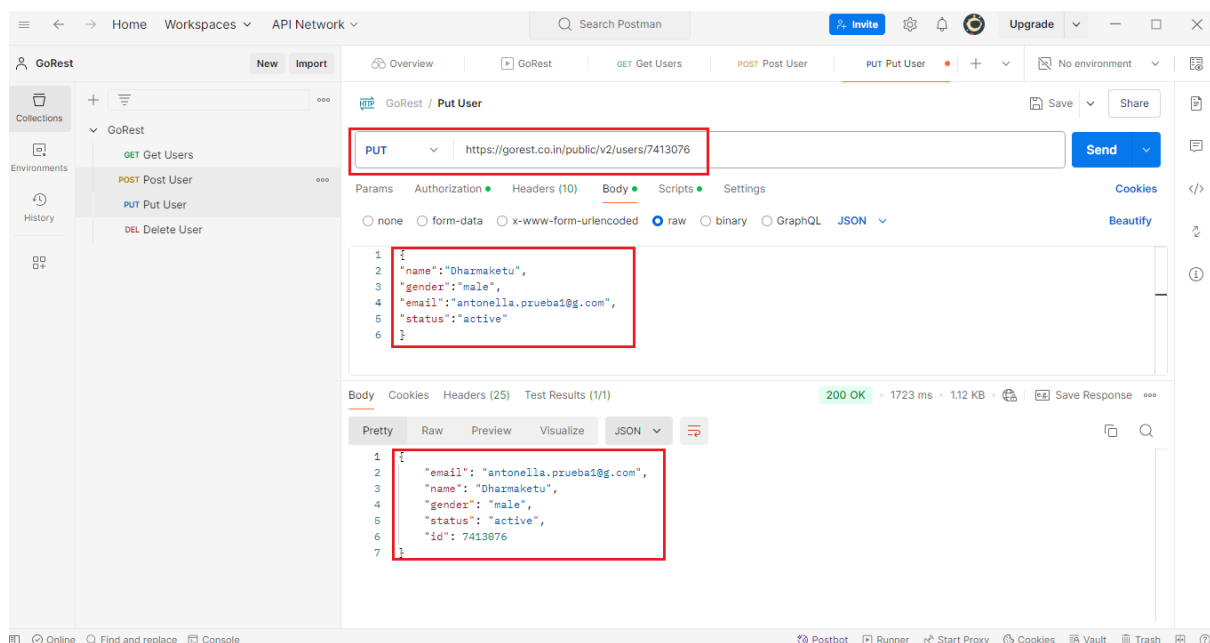 Home Workspaces API Network Search Postman Invite Upgrade
GoRest New Import Overview GoRest GET Get Users POST Post User PUT Put User No environment
Collections
GoRest
GET Get Users
POST Post User
PUT Put User
DEL Delete User
Environments
History
HTTP GoRest / Put User Save Share
PUT https://gorest.co.in/public/v2/users/7413076 Send
Params Authorization Headers (10) Body Scripts Settings Cookies
none form-data x-www-form-urlencoded raw binary GraphQL JSON Beautify
1 {
2 "name":"Dharmaketu",
3 "gender":"male",
4 "email":"antonella.prueba1@g.com",
5 "status":"active"
6 }
Body Cookies Headers (25) Test Results (1/1) 200 OK 1723 ms 1.12 KB e.g. Save Response
Pretty Raw Preview Visualize JSON
1 {
2 "email": "antonella.prueba1@g.com",
3 "name": "Dharmaketu",
4 "gender": "male",
5 "status": "active",
6 "id": 7413076
7 }
Online Find and replace Console Postbot Runner Start Proxy Cookies Vault Trash